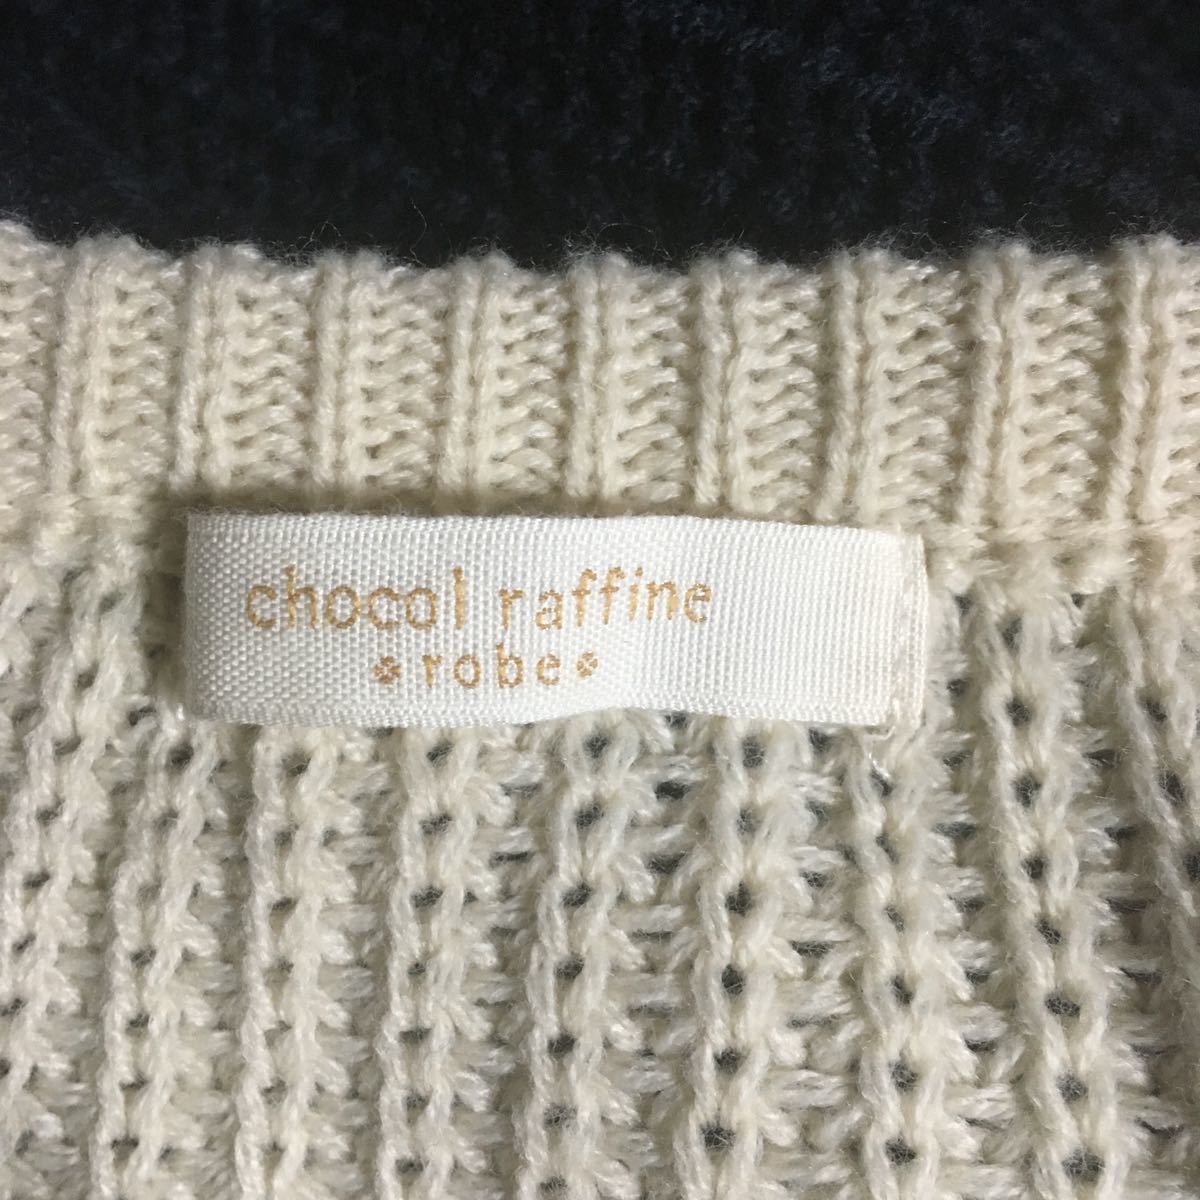 chocol raffine
robe